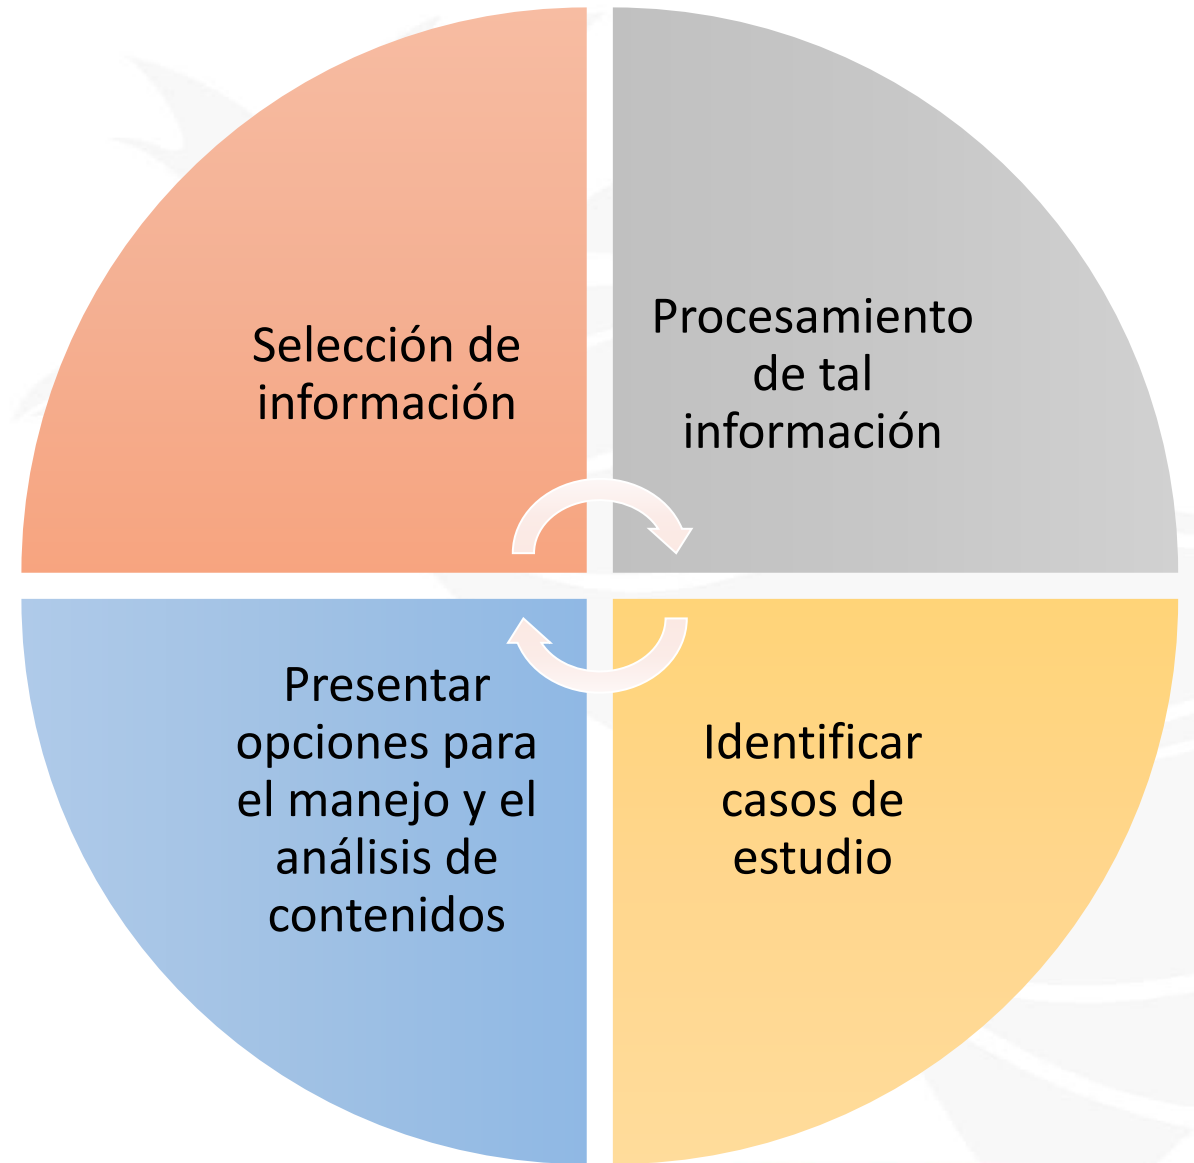 Selección de
información
Procesamiento
de tal
información
Presentar
opciones para
el manejo y el
análisis de
contenidos
Identificar
casos de
estudio